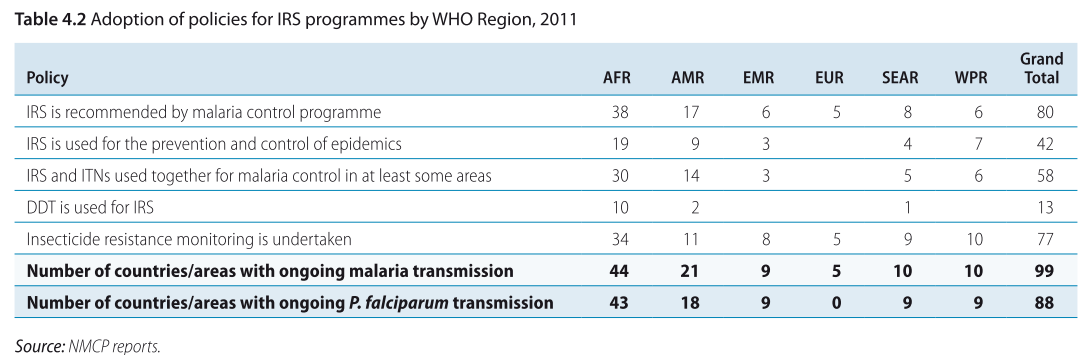 Table 4.2 Adoption of policies for IRS programmes by WHO Region, 2011
Policy AFR AMR EMR EUR SEAR WPR Grand Total
IRS is recommended by malaria control programme 38 17 6 5 8 6 80
IRS is used for the prevention and control of epidemics 19 9 3 4 7 42
IRS and ITNs used together for malaria control in at least some areas 30 14 3 5 6 58
DDT is used for IRS 10 2 1 13
Insecticide resistance monitoring is undertaken 34 11 8 5 9 10 77
Number of countries/areas with ongoing malaria transmission 44 21 9 5 10 10 99
Number of countries/areas with ongoing P. falciparum transmission 43 18 9 0 9 9 88
Source: NMCP reports.